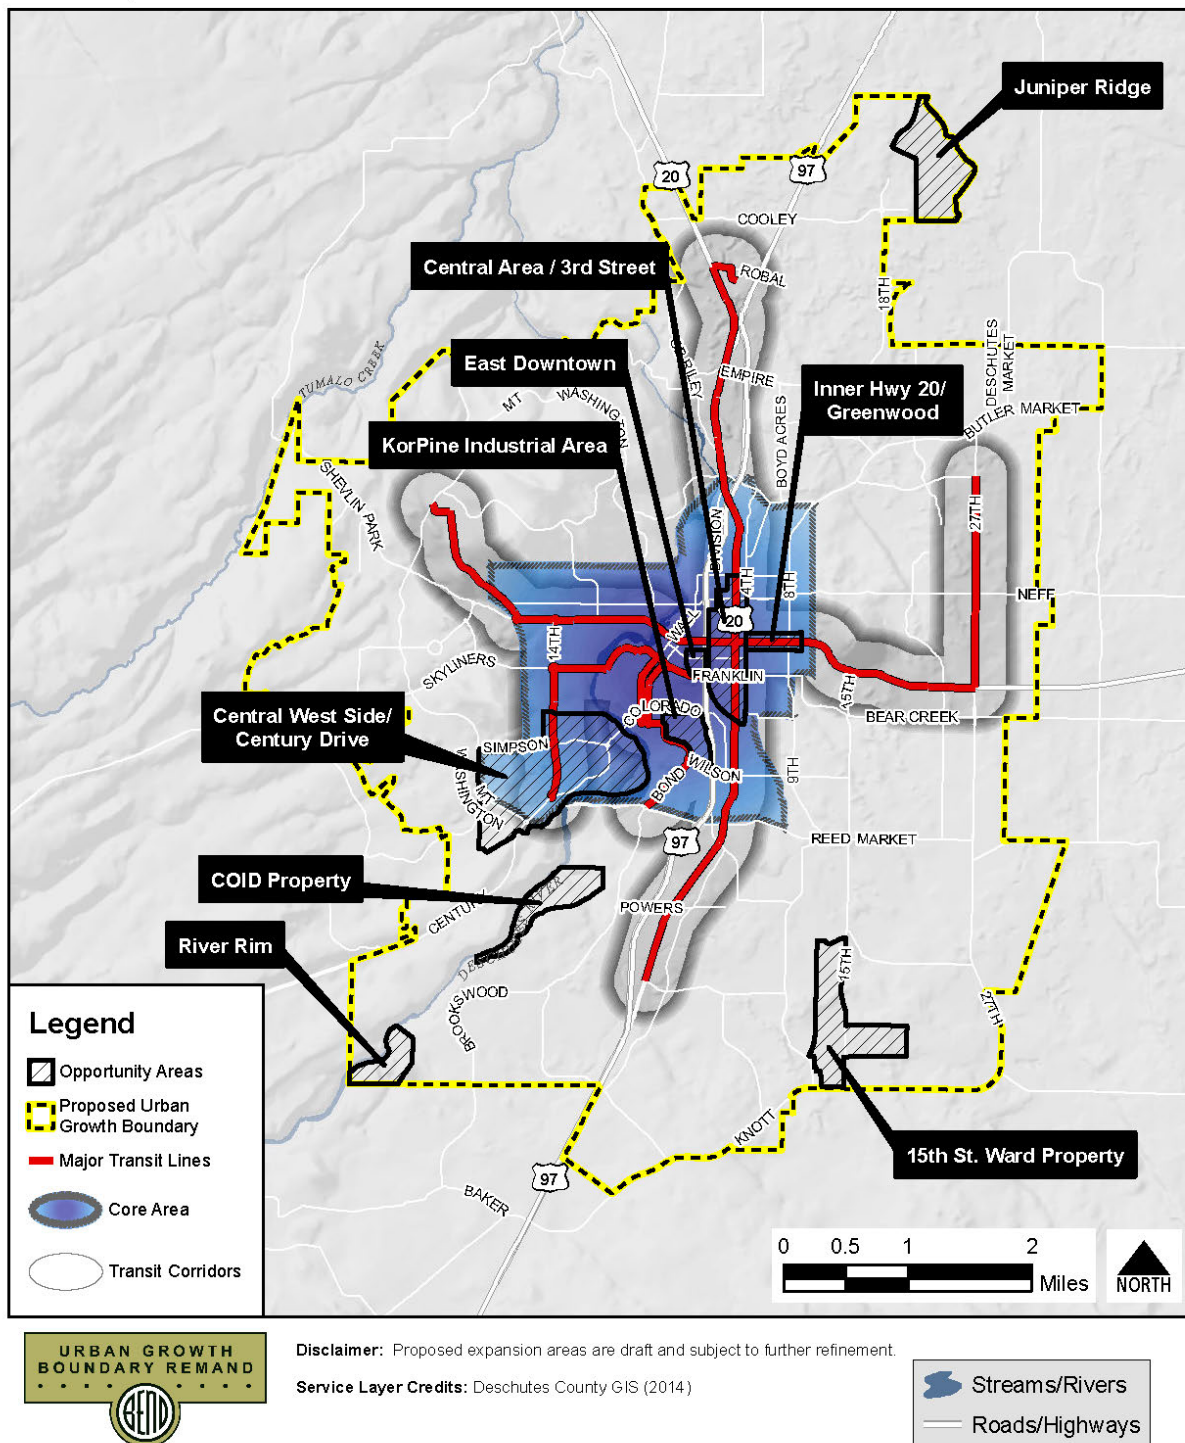 Juniper Ridge
20
97
COOLEY
Central Area / 3rd Street
ROBAL
18TH
DESCHUTES
MARKET
TUMALO CREEK
East Downtown
RILEY
EMPIRE
Inner Hwy 20/
Greenwood
MT
WASHINGTON
BOYD ACRES
BUTLER MARKET
KorPine Industrial Area
SHEVLIN PARK
27TH
DIVISION
4TH
8TH
NEFF
20
WALL
14TH
SKYLINERS
FRANKLIN
15TH
BEAR CREEK
Central West Side/
Century Drive
COLORADO
SIMPSON
MT
WASHINGTON
WILSON
BOND
9TH
97
REED MARKET
COID Property
RIVER
CENTURY
POWERS
River Rim
15TH
BROOKSWOOD
27TH
Legend
Opportunity Areas
Proposed Urban
Growth Boundary
Major Transit Lines
Core Area
Transit Corridors
KNOTT
15th St. Ward Property
97
BAKER
0 0.5 1 2
Miles
NORTH
URBAN GROWTH
BOUNDARY REMAND
BEND
Disclaimer: Proposed expansion areas are draft and subject to further refinement.
Service Layer Credits: Deschutes County GIS (2014)
Streams/Rivers
Roads/Highways